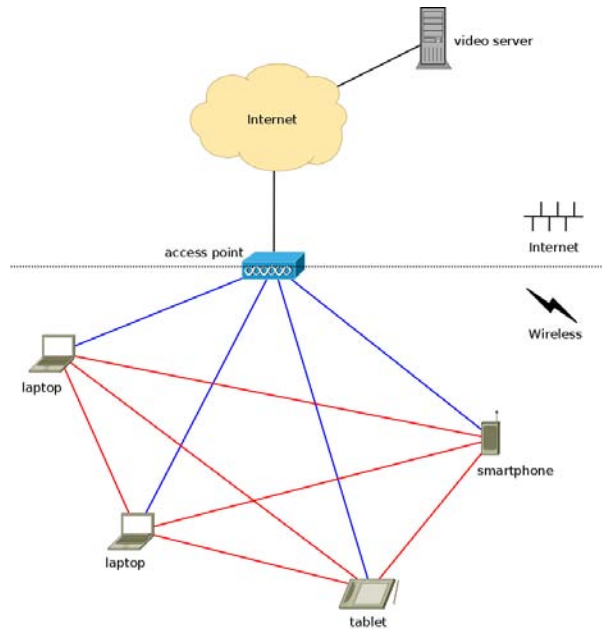 video server
Internet
access point
Internet
Wireless
laptop
smartphone
laptop
tablet